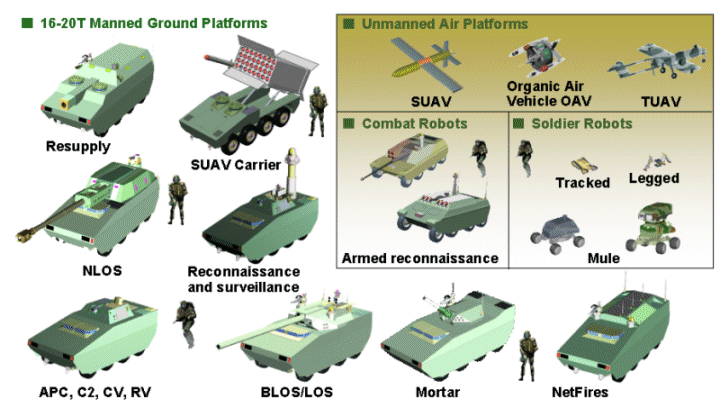 16-20T Manned Ground Platforms
Resupply
SUAV Carrier
NLOS
Reconnaissance
and surveillance
APC, C2, CV, RV
BLOS/LOS
Mortar
NetFires
Unmanned Air Platforms
SUAV
Organic Air
Vehicle OAV
TUAV
Combat Robots
Armed reconnaissance
Soldier Robots
Tracked
Legged
Mule